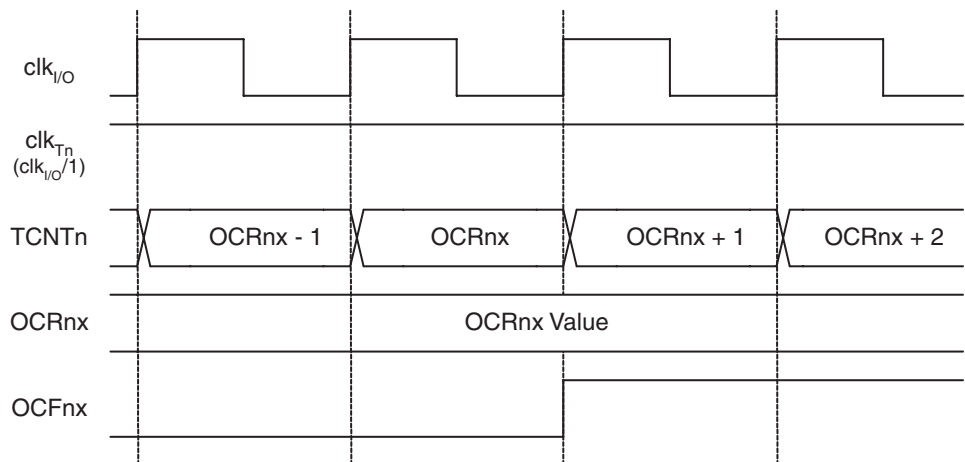 clkI/O
clkTn
(clkI/O/1)
TCNTn
OCRnx - 1
OCRnx
OCRnx + 1
OCRnx + 2
OCRnx
OCRnx Value
OCFnx